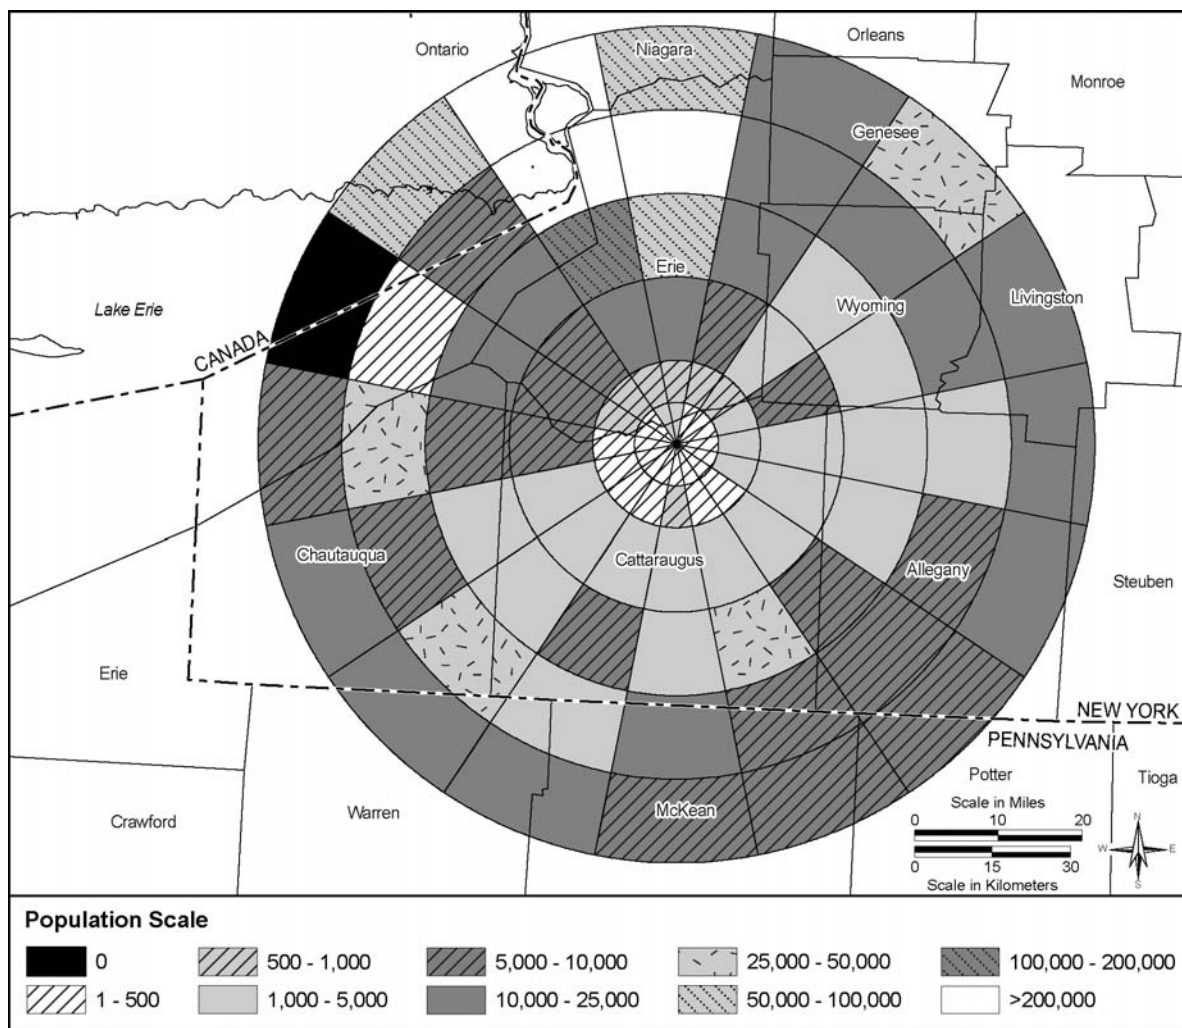 Orleans
Ontario
Niagara
Monroe
Genesee
Erie
Wyoming
Livingston
Lake Erie
CANADA
Chautauqua
Cattaraugus
Allegany
Steuben
Erie
NEW YORK
PENNSYLVANIA
Potter
Tioga
Warren
McKean
Crawford
Scale in Miles
0 10 20
0 15 30
Scale in Kilometers
N
W E
S
Population Scale
0 500 - 1,000 5,000 - 10,000 25,000 - 50,000 100,000 - 200,000
1 - 500 1,000 - 5,000 10,000 - 25,000 50,000 - 100,000 >200,000